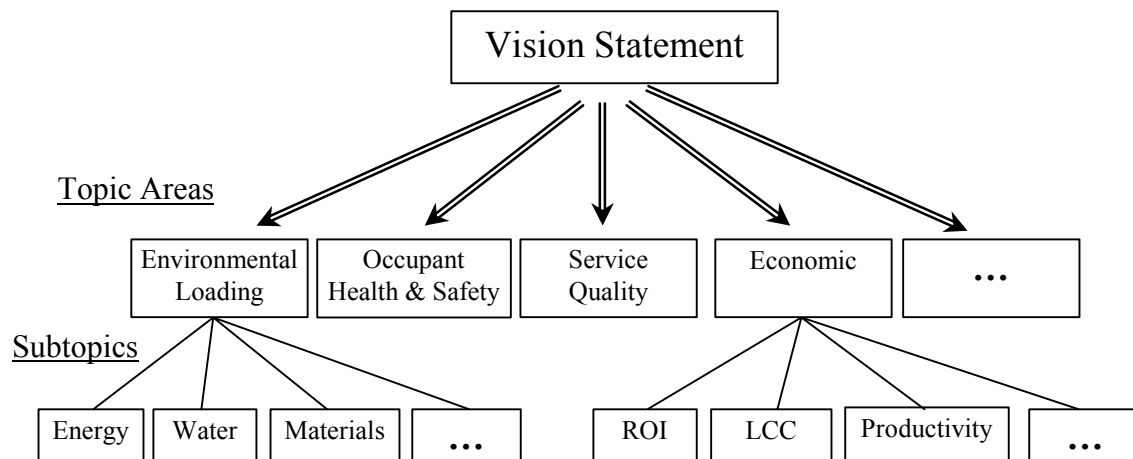 Vision Statement
Topic Areas
Environmental
Loading
Occupant
Health & Safety
Service
Quality
Economic
...
Subtopics
Energy
Water
Materials
...
ROI
LCC
Productivity
...